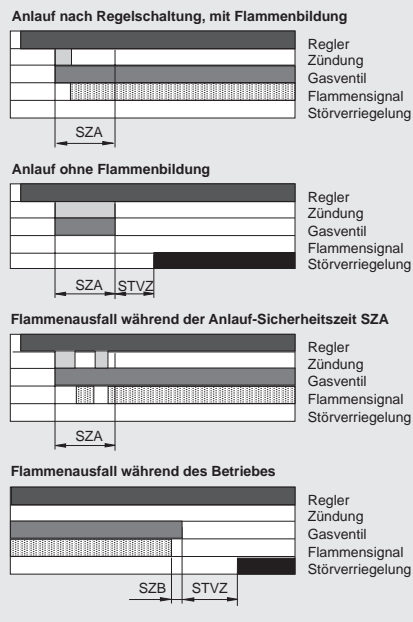 Anlauf nach Regelschaltung, mit Flammenbildung
Regler
Zündung
Gasventil
Flammensignal
Störverriegelung
SZA
Anlauf ohne Flammenbildung
Regler
Zündung
Gasventil
Flammensignal
Störverriegelung
SZA STVZ
Flammenausfall während der Anlauf-Sicherheitszeit SZA
Regler
Zündung
Gasventil
Flammensignal
Störverriegelung
SZA
Flammenausfall während des Betriebes
Regler
Zündung
Gasventil
Flammensignal
Störverriegelung
SZB STVZ